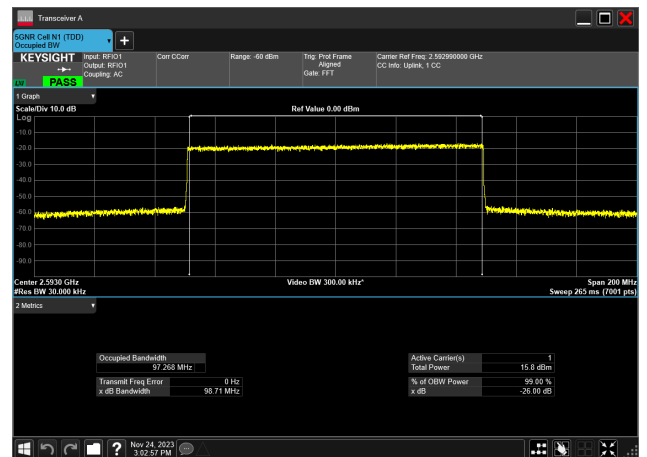 Transceiver A
5GNR Cell N1 (TDD)
Occupied BW
KEYSIGHT
LXI
PASS
Input: RFIO1
Output: RFIO1
Coupling: AC
Corr CCorr
Range: -60 dBm
Trig: Prot Frame
Aligned
Gate: FFT
Carrier Ref Freq: 2.592990000 GHz
CC Info: Uplink, 1 CC
1 Graph
Scale/Div 10.0 dB
Ref Value 0.00 dBm
Log
-10.0
-20.0
-30.0
-40.0
-50.0
-60.0
-70.0
-80.0
-90.0
Center 2.5930 GHz
Video BW 300.00 kHz*
Span 200 MHz
#Res BW 30.000 kHz
Sweep 265 ms (7001 pts)
2 Metrics
Occupied Bandwidth
97.268 MHz
Active Carrier(s) 1
Total Power 15.8 dBm
Transmit Freq Error 0 Hz
x dB Bandwidth 98.71 MHz
% of OBW Power 99.00 %
x dB -26.00 dB
?
Nov 24, 2023
3:02:57 PM